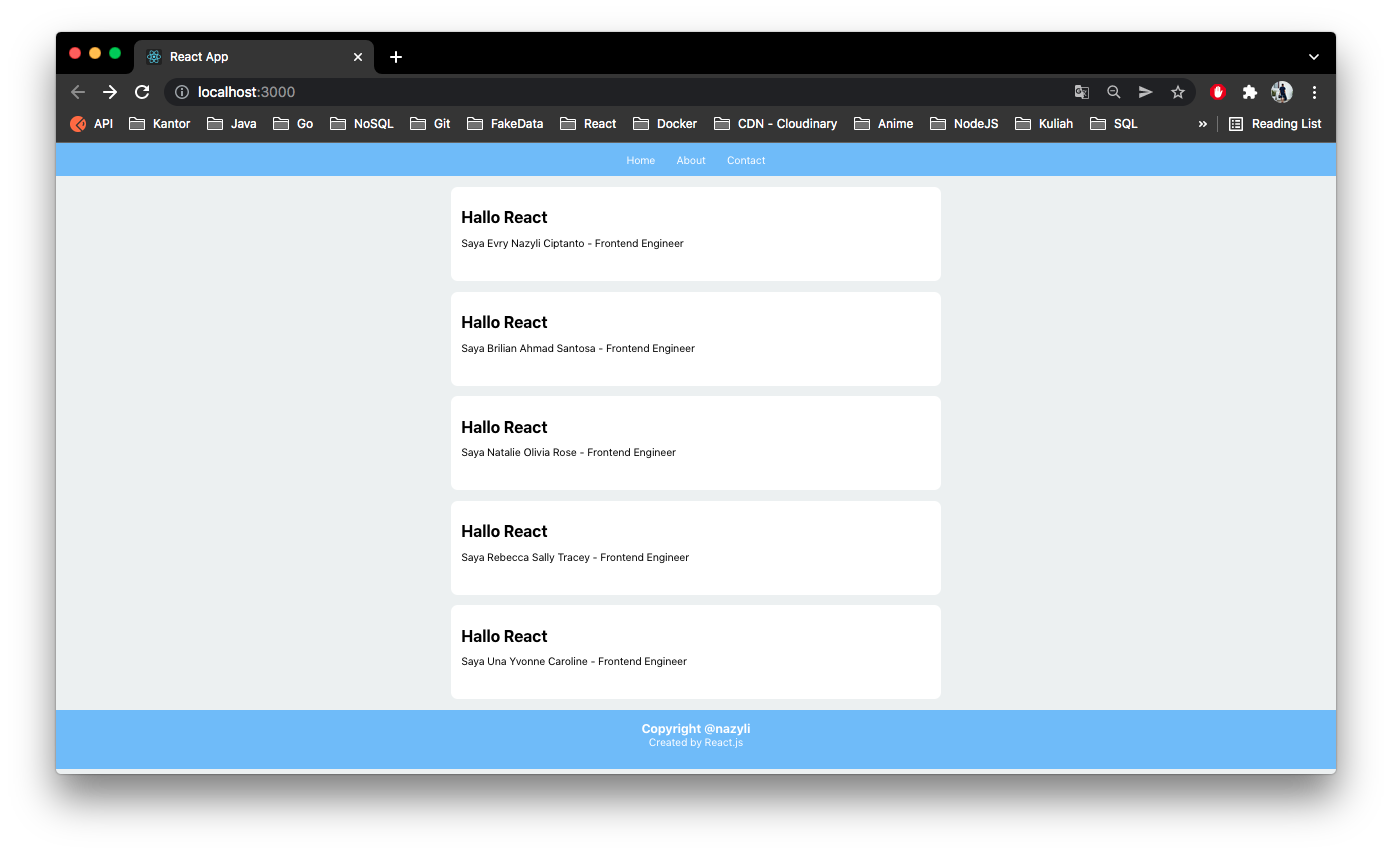 React App
localhost:3000
API Kantor Java Go NoSQL Git FakeData React Docker CDN - Cloudinary Anime NodeJS Kuliah SQL » Reading List
Home About Contact
Hallo React
Saya Evry Nazyli Ciptanto - Frontend Engineer
Hallo React
Saya Brilian Ahmad Santosa - Frontend Engineer
Hallo React
Saya Natalie Olivia Rose - Frontend Engineer
Hallo React
Saya Rebecca Sally Tracey - Frontend Engineer
Hallo React
Saya Una Yvonne Caroline - Frontend Engineer
Copyright @nazyli
Created by React.js